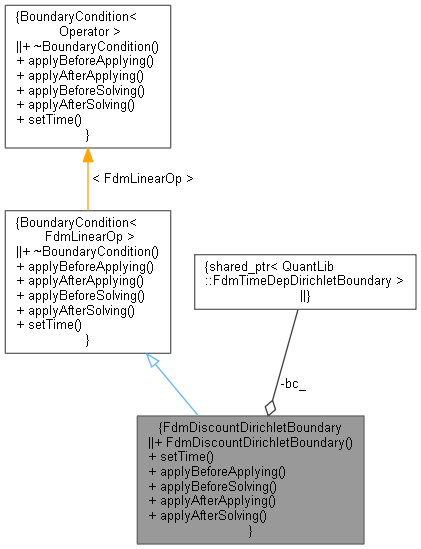 {BoundaryCondition<
Operator >
||+ ~BoundaryCondition()
+ applyBeforeApplying()
+ applyAfterApplying()
+ applyBeforeSolving()
+ applyAfterSolving()
+ setTime()
}
< FdmLinearOp >
{BoundaryCondition<
FdmLinearOp >
||+ ~BoundaryCondition()
+ applyBeforeApplying()
+ applyAfterApplying()
+ applyBeforeSolving()
+ applyAfterSolving()
+ setTime()
}
{shared_ptr< QuantLib
::FdmTimeDepDirichletBoundary >
||}
-bc_
{FdmDiscountDirichletBoundary
||+ FdmDiscountDirichletBoundary()
+ setTime()
+ applyBeforeApplying()
+ applyBeforeSolving()
+ applyAfterApplying()
+ applyAfterSolving()
}